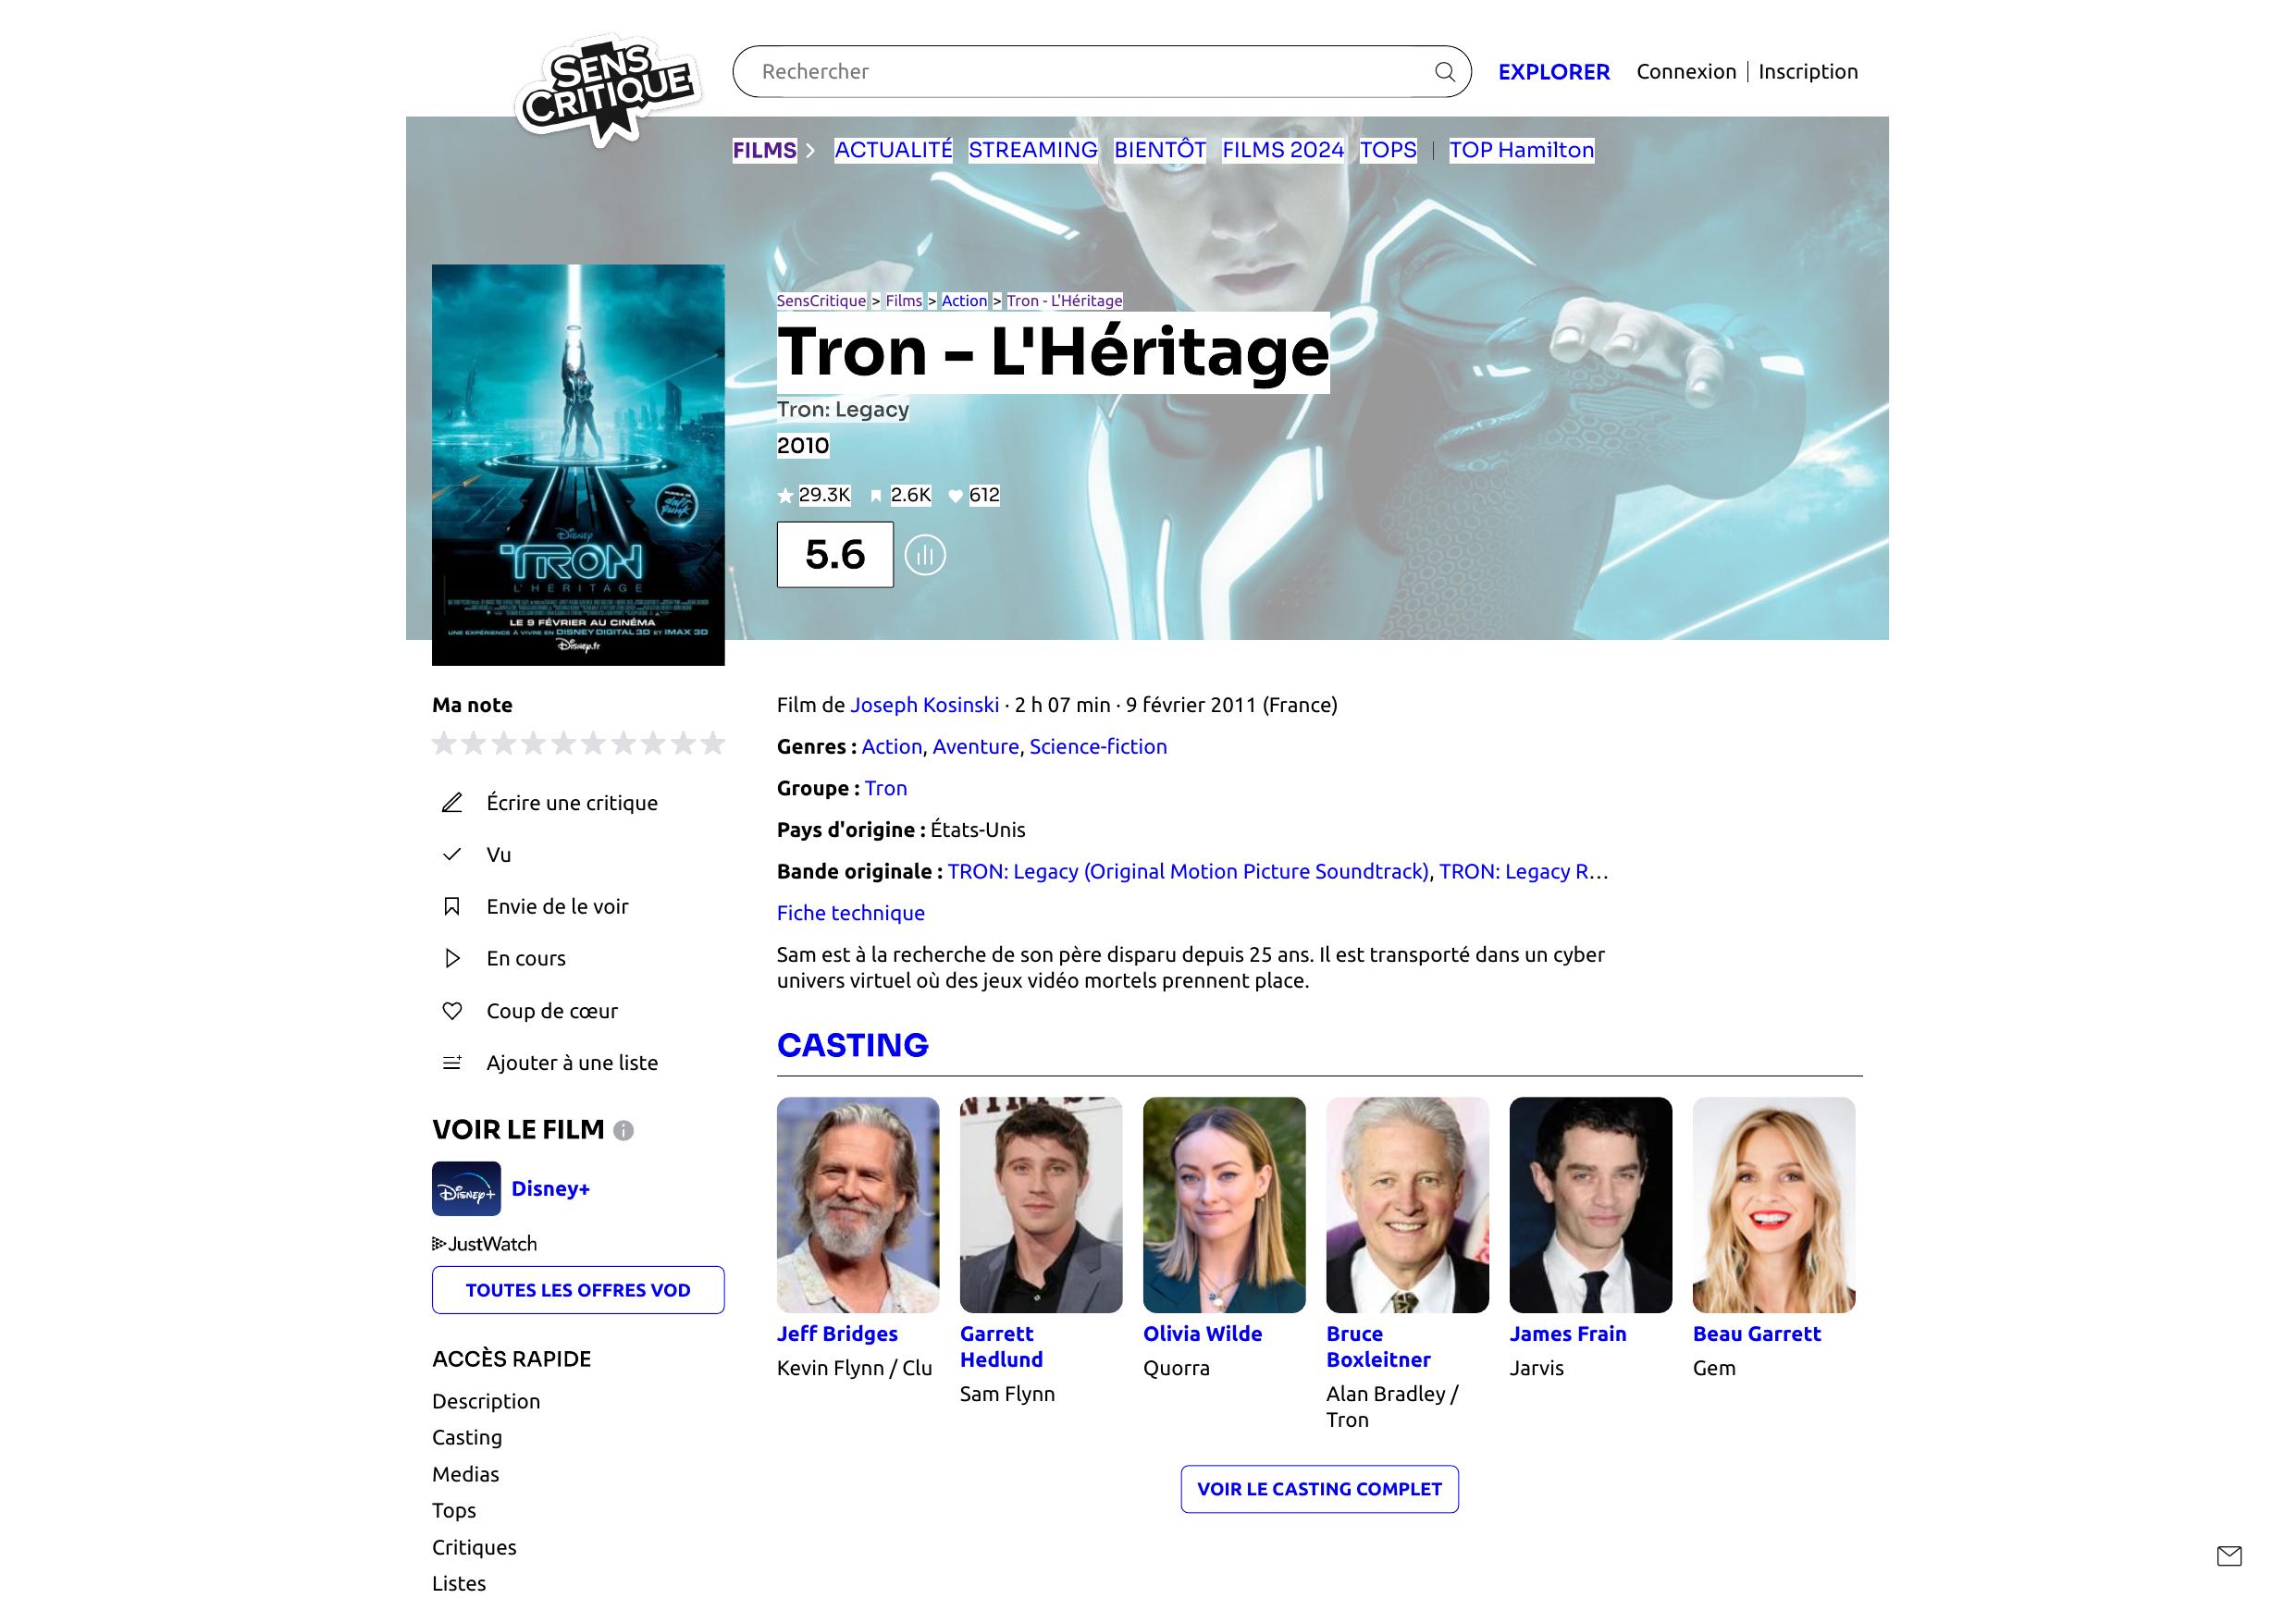 SENS
CRITIQUE
Rechercher
EXPLORER
Connexion | Inscription
FILMS
ACTUALITÉ
STREAMING
BIENTÔT
FILMS 2024
TOPS
|
TOP Hamilton
SensCritique > Films > Action > Tron - L'Héritage
Tron - L'Héritage
Tron: Legacy
2010
29.3K
2.6K
612
5.6
daft punk
Disney
TRON
L'HERITAGE
LE 9 FÉVRIER AU CINÉMA
UNE EXPÉRIENCE À VIVRE EN DISNEY DIGITAL 3D ET IMAX 3D
Disney.fr
Ma note
Écrire une critique
Vu
Envie de le voir
En cours
Coup de cœur
Ajouter à une liste
VOIR LE FILM
Disney+
Disney+
JustWatch
TOUTES LES OFFRES VOD
ACCÈS RAPIDE
Description
Casting
Medias
Tops
Critiques
Listes
Film de Joseph Kosinski · 2 h 07 min · 9 février 2011 (France)
Genres : Action, Aventure, Science-fiction
Groupe : Tron
Pays d'origine : États-Unis
Bande originale : TRON: Legacy (Original Motion Picture Soundtrack), TRON: Legacy R…
Fiche technique
Sam est à la recherche de son père disparu depuis 25 ans. Il est transporté dans un cyber
univers virtuel où des jeux vidéo mortels prennent place.
CASTING
Jeff Bridges
Kevin Flynn / Clu
Garrett
Hedlund
Sam Flynn
Olivia Wilde
Quorra
Bruce
Boxleitner
Alan Bradley /
Tron
James Frain
Jarvis
Beau Garrett
Gem
VOIR LE CASTING COMPLET